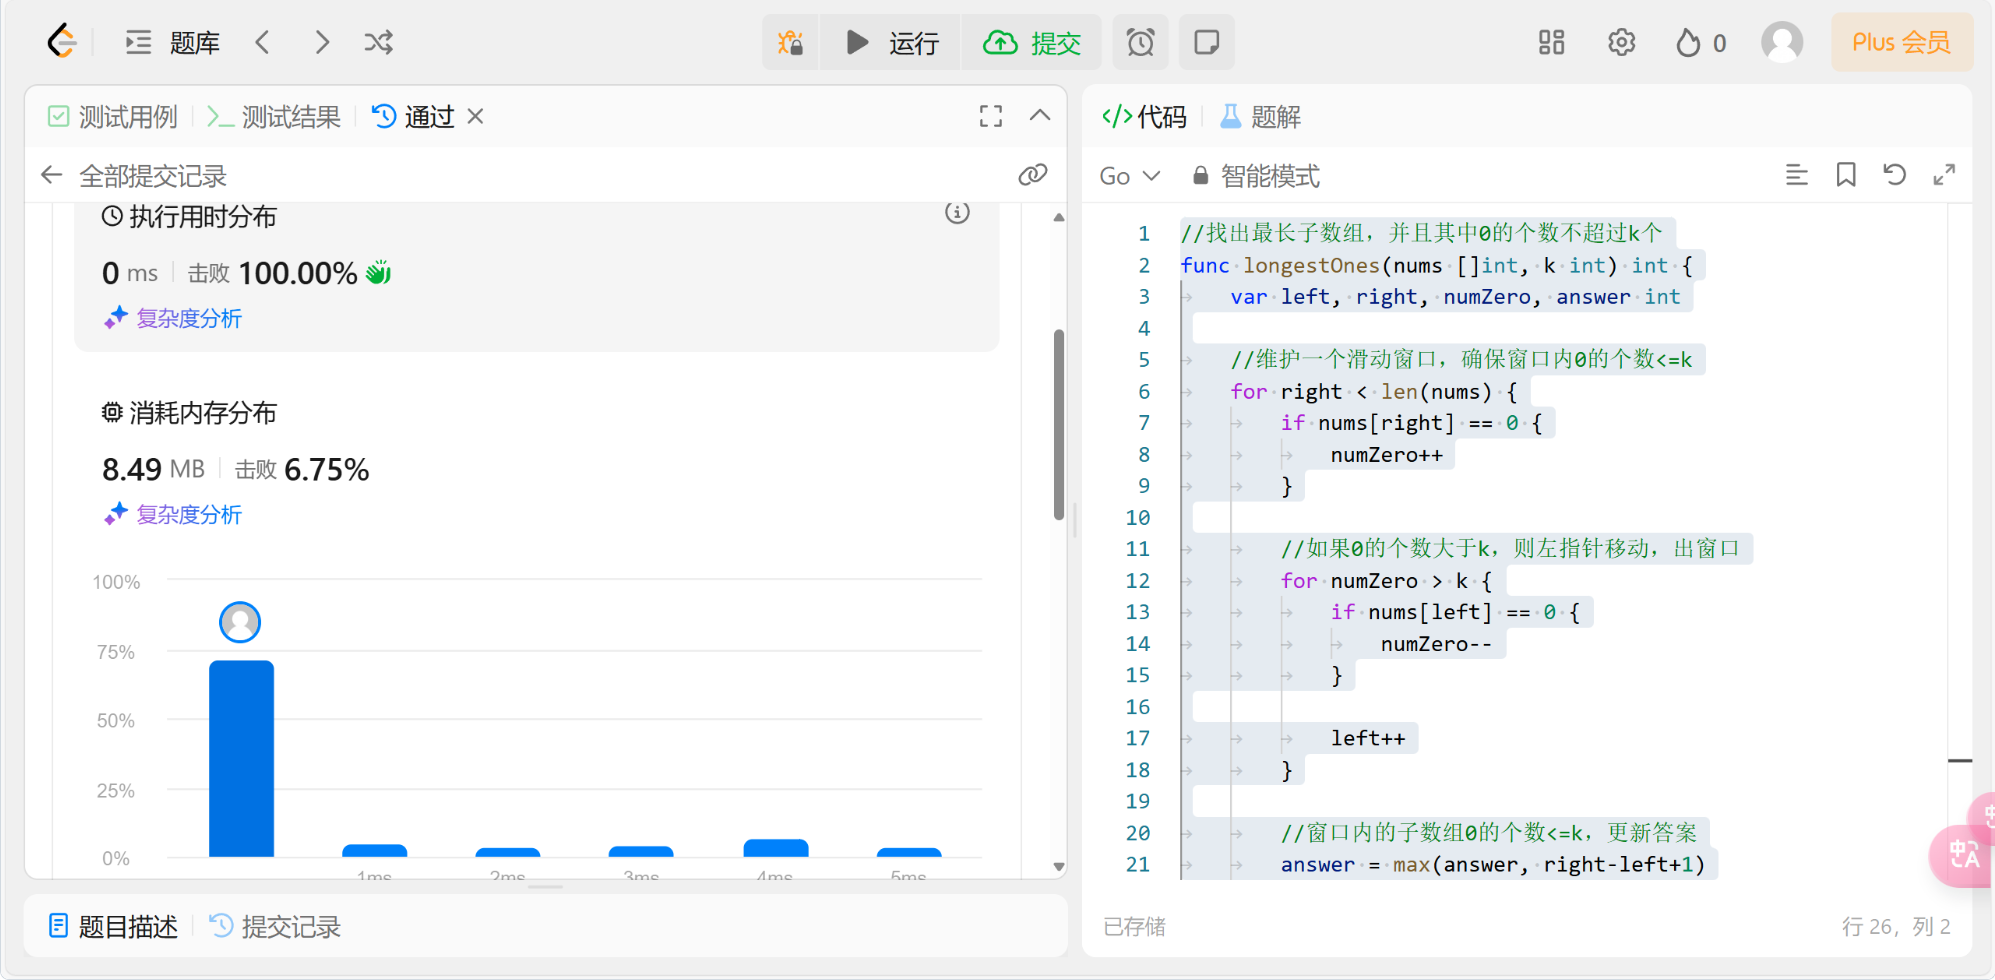 题库
运行
提交
0
Plus 会员
测试用例
测试结果
通过
全部提交记录
执行用时分布
0 ms
击败 100.00%
复杂度分析
消耗内存分布
8.49 MB
击败 6.75%
复杂度分析
100%
75%
50%
25%
0%
1ms 2ms 3ms 4ms 5ms
题目描述
提交记录
</> 代码
题解
Go
智能模式
1 //找出最长子数组，并且其中0的个数不超过k个
2 func longestOnes(nums []int, k int) int {
3 var left, right, numZero, answer int
4
5 //维护一个滑动窗口，确保窗口内0的个数<=k
6 for right < len(nums) {
7 if nums[right] == 0 {
8 numZero++
9 }
10
11 //如果0的个数大于k，则左指针移动，出窗口
12 for numZero > k {
13 if nums[left] == 0 {
14 numZero--
15 }
16
17 left++
18 }
19
20 //窗口内的子数组0的个数<=k，更新答案
21 answer = max(answer, right-left+1)
已存储
行 26，列 2
中A